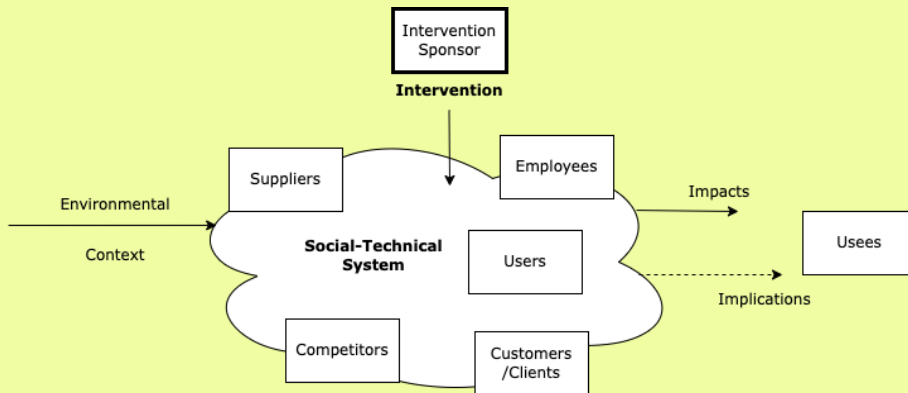 Intervention
Sponsor
Intervention
Suppliers
Employees
Environmental
Context
Impacts
Usees
Social-Technical
System
Users
Implications
Competitors
Customers
/Clients